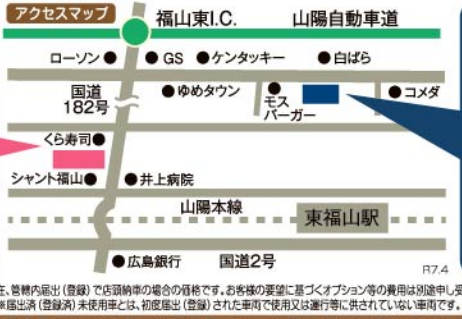 アクセスマップ
福山東I.C.
山陽自動車道
ローソン●
●GS
●ケンタッキー
●白ばら
国道
182号
●ゆめタウン
●
モス
バーガー
●コメダ
くら寿司●
シャント福山●
●井上病院
山陽本線
東福山駅
●広島銀行
国道2号
R7.4
在、管轄内届出(登録)で店頭納車の場合の価格です。お客様の要望に基づくオプション等の費用は別途申し受
※届出済(登録済)未使用車とは、初度届出(登録)された車両で使用又は運行等に供されていない車両です。